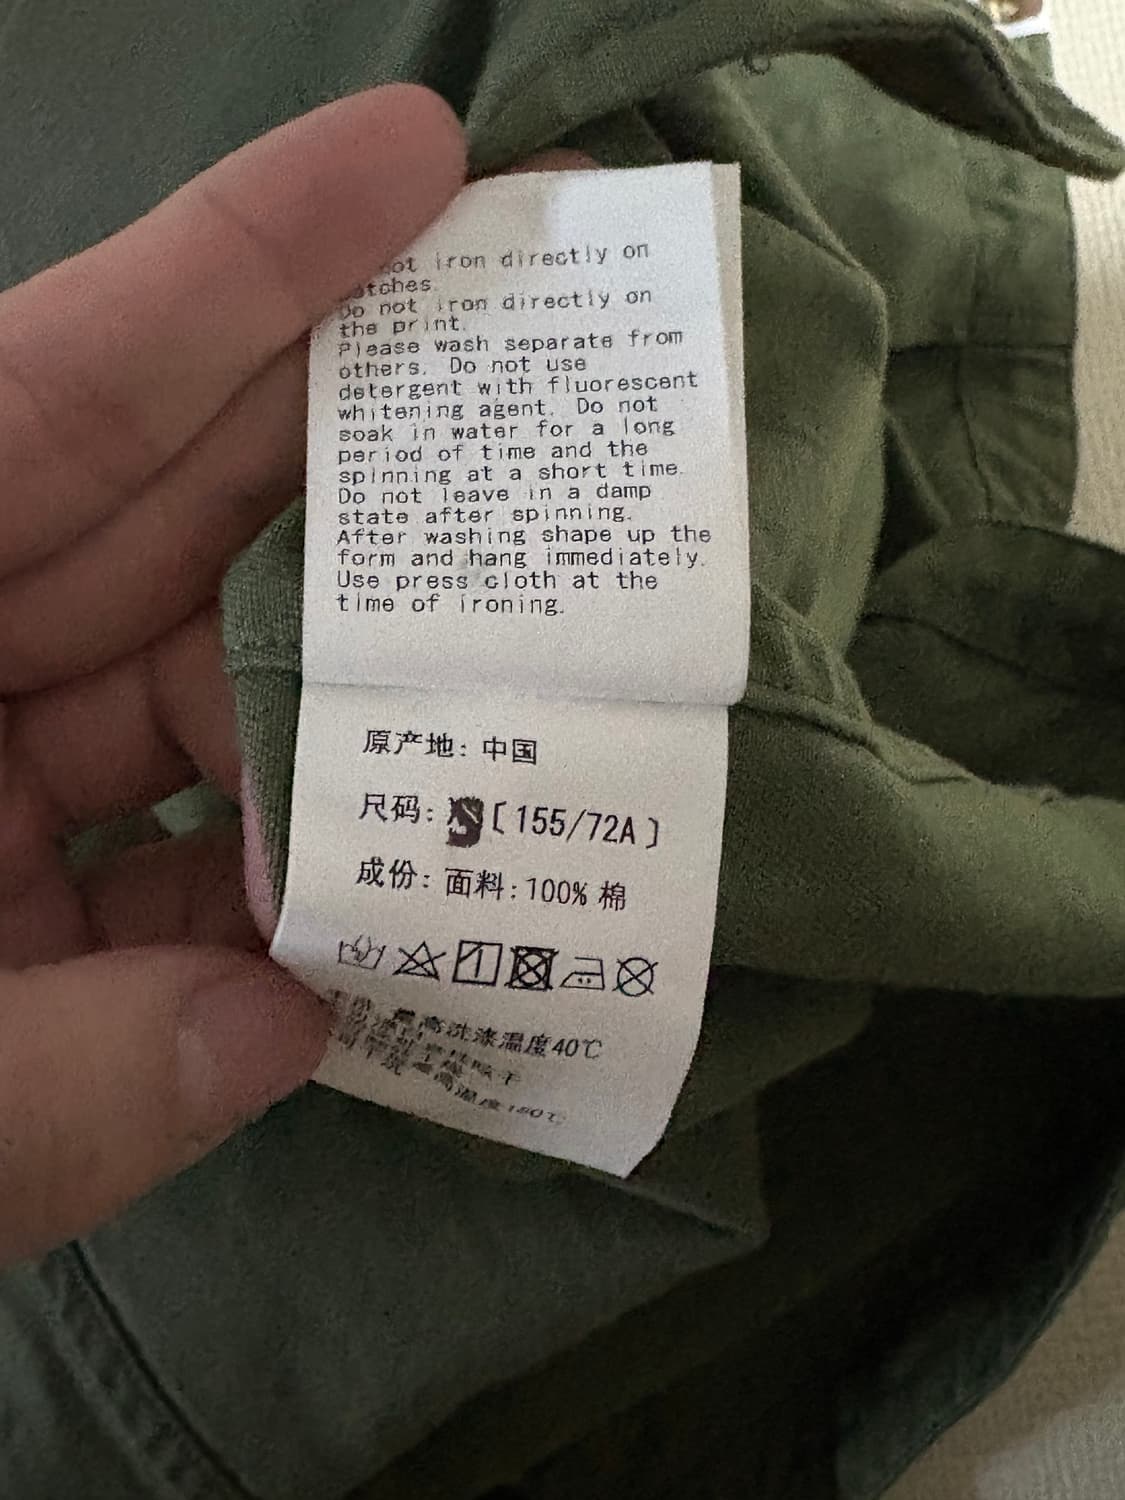 iron directly on
Do not iron directly on
the print.
Please wash separate from
others. Do not use
detergent with fluorescent
whitening agent. Do not
soak in water for a long
period of time and the
spinning at a short time.
Do not leave in a damp
state after spinning.
After washing shape up the
form and hang immediately.
Use press cloth at the
time of ironing.
原产地: 中国
尺码: [155/72A]
成份: 面料:100% 棉
最高洗涤温度40℃